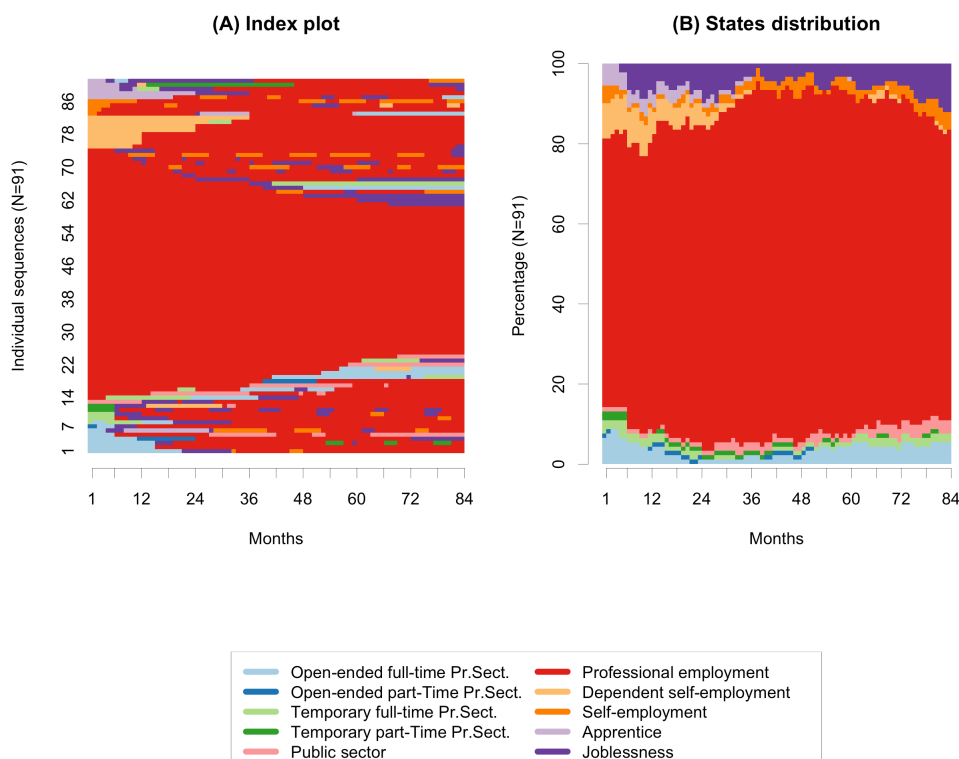 (A) Index plot
(B) States distribution
Individual sequences (N=91)
1 7 14 22 30 38 46 54 62 70 78 86
1 12 24 36 48 60 72 84
Months
Percentage (N=91)
0 20 40 60 80 100
1 12 24 36 48 60 72 84
Months
Open-ended full-time Pr.Sect.
Open-ended part-Time Pr.Sect.
Temporary full-time Pr.Sect.
Temporary part-Time Pr.Sect.
Public sector
Professional employment
Dependent self-employment
Self-employment
Apprentice
Joblessness